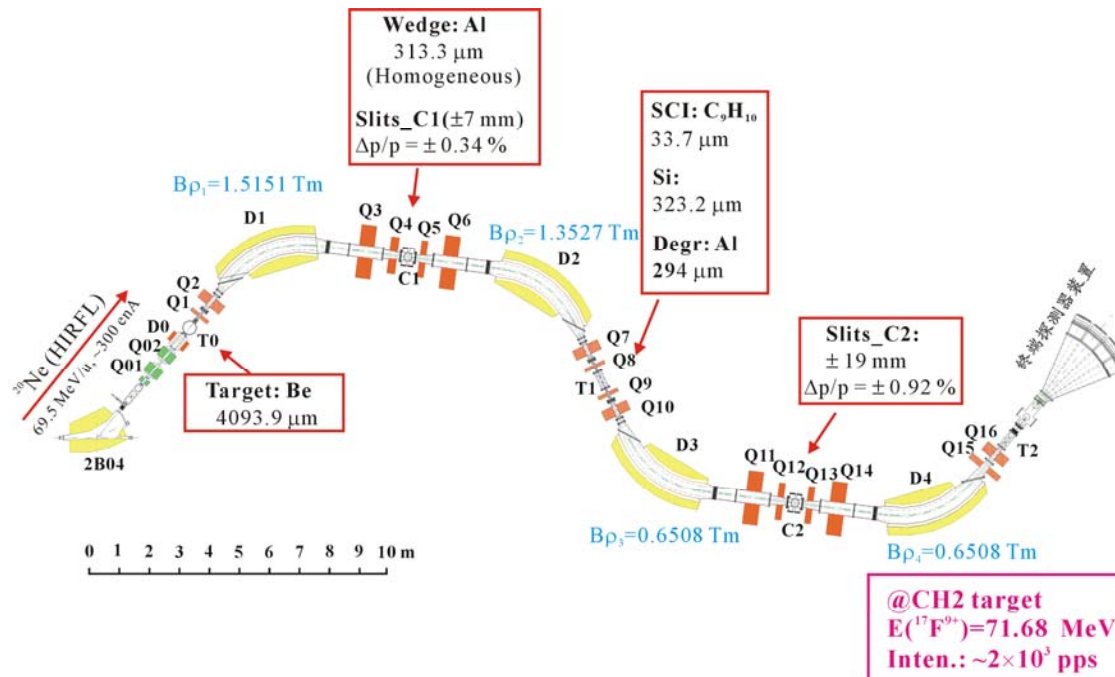 Wedge: Al
313.3 μm
(Homogeneous)
Slits_C1(±7 mm)
Δp/p = ± 0.34 %
SCI: C₉H₁₀
33.7 μm
Si:
323.2 μm
Degr: Al
294 μm
Bρ₁=1.5151 Tm
D1
Q3
Q4
Q5
Q6
C1
Bρ₂=1.3527 Tm
D2
Q2
Q1
D0
T0
Q02
Q01
²⁰Ne (HIRFL)
69.5 MeV/u, ~300 enA
2B04
Target: Be
4093.9 μm
Q7
Q8
T1
Q9
Q10
Slits_C2:
± 19 mm
Δp/p = ± 0.92 %
D3
Q11
Q12
Q13
Q14
C2
D4
Q16
Q15
T2
终端探测器装置
Bρ₃=0.6508 Tm
Bρ₄=0.6508 Tm
0 1 2 3 4 5 6 7 8 9 10 m
@CH2 target
E(¹⁷F⁹⁺)=71.68 MeV
Inten.: ~2×10³ pps